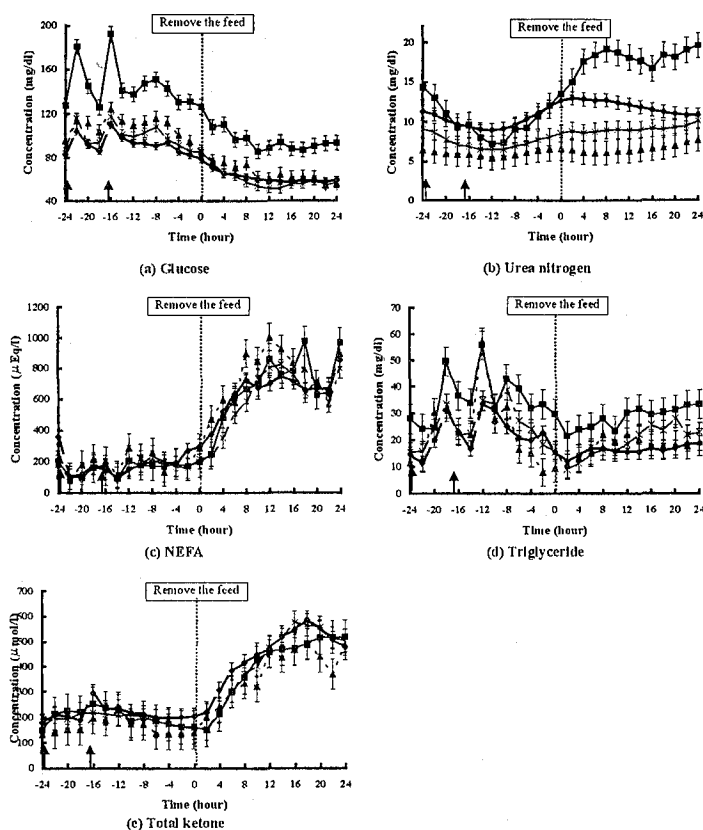 Remove the feed
Concentration (mg/dl)
200
160
120
80
40
-24 -20 -16 -12 -8 -4 0 4 8 12 16 20 24
Time (hour)
(a) Glucose
Remove the feed
Concentration (mg/dl)
20
15
10
5
0
-24 -20 -16 -12 -8 -4 0 4 8 12 16 20 24
Time (hour)
(b) Urea nitrogen
Remove the feed
Concentration (μEq/l)
1200
1000
800
600
400
200
0
-24 -20 -16 -12 -8 -4 0 4 8 12 16 20 24
Time (hour)
(c) NEFA
Remove the feed
Concentration (mg/dl)
70
60
50
40
30
20
10
0
-24 -20 -16 -12 -8 -4 0 4 8 12 16 20 24
Time (hour)
(d) Triglyceride
Remove the feed
Concentration (μmol/l)
700
600
500
400
300
200
100
0
-24 -20 -16 -12 -8 -4 0 4 8 12 16 20 24
Time (hour)
(e) Total ketone